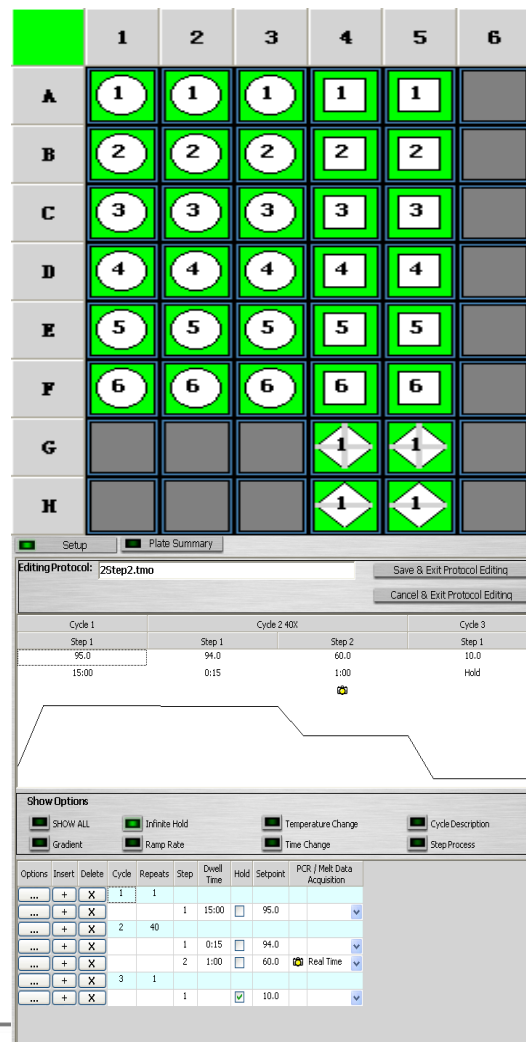 1 2 3 4 5 6
A 1 1 1 1 1
B 2 2 2 2 2
C 3 3 3 3 3
D 4 4 4 4 4
E 5 5 5 5 5
F 6 6 6 6 6
G 1 1
H 1 1
Setup Plate Summary
Editing Protocol: 2Step2.tmo Save & Exit Protocol Editing
Cancel & Exit Protocol Editing
Cycle 1 Cycle 2 40X Cycle 3
Step 1 Step 1 Step 2 Step 1
95.0 94.0 60.0 10.0
15:00 0:15 1:00 Hold
Show Options
SHOW ALL Infinite Hold Temperature Change Cycle Description
Gradient Ramp Rate Time Change Step Process
Options Insert Delete Cycle Repeats Step Dwell Time Hold Setpoint PCR / Melt Data Acquisition
... + X 1 1
... + X 1 15:00 95.0
... + X 2 40
... + X 1 0:15 94.0
... + X 2 1:00 60.0 Real Time
... + X 3 1
... + X 1 10.0